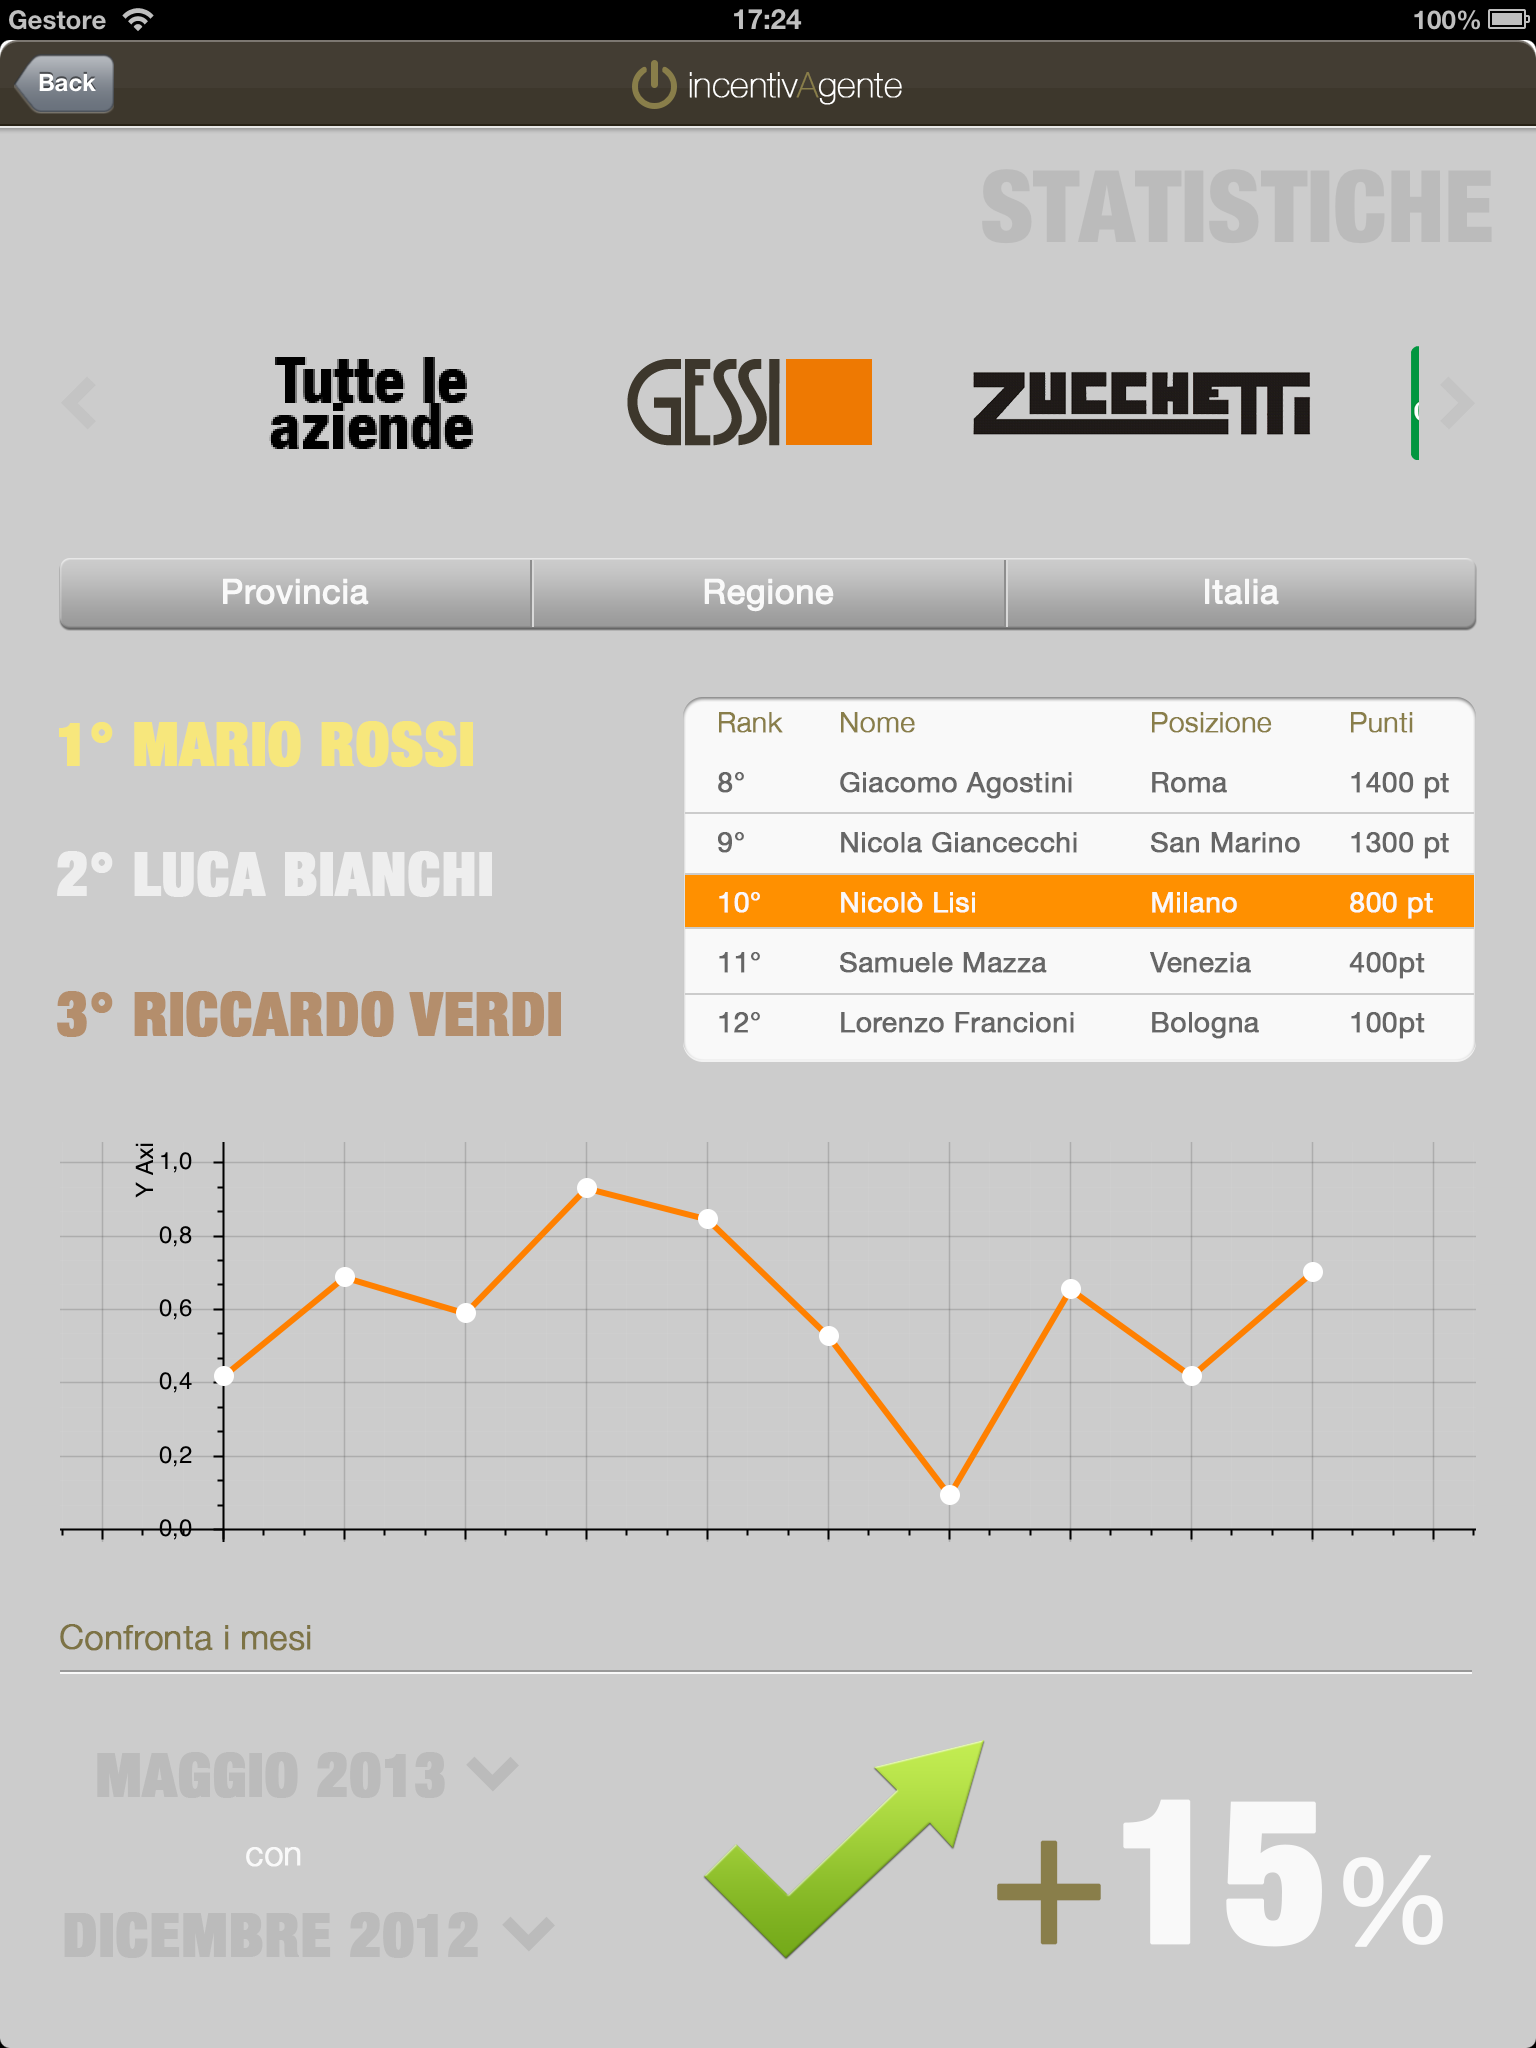 Gestore 17:24 100%
Back incentivAgente
STATISTICHE
Tutte le
aziende
GESSI
ZUCCHETTI
Provincia Regione Italia
1° MARIO ROSSI
2° LUCA BIANCHI
3° RICCARDO VERDI
Rank Nome Posizione Punti
8° Giacomo Agostini Roma 1400 pt
9° Nicola Giancecchi San Marino 1300 pt
10° Nicolò Lisi Milano 800 pt
11° Samuele Mazza Venezia 400pt
12° Lorenzo Francioni Bologna 100pt
Y Axi
1,0
0,8
0,6
0,4
0,2
0,0
Confronta i mesi
MAGGIO 2013
con
DICEMBRE 2012
+15%